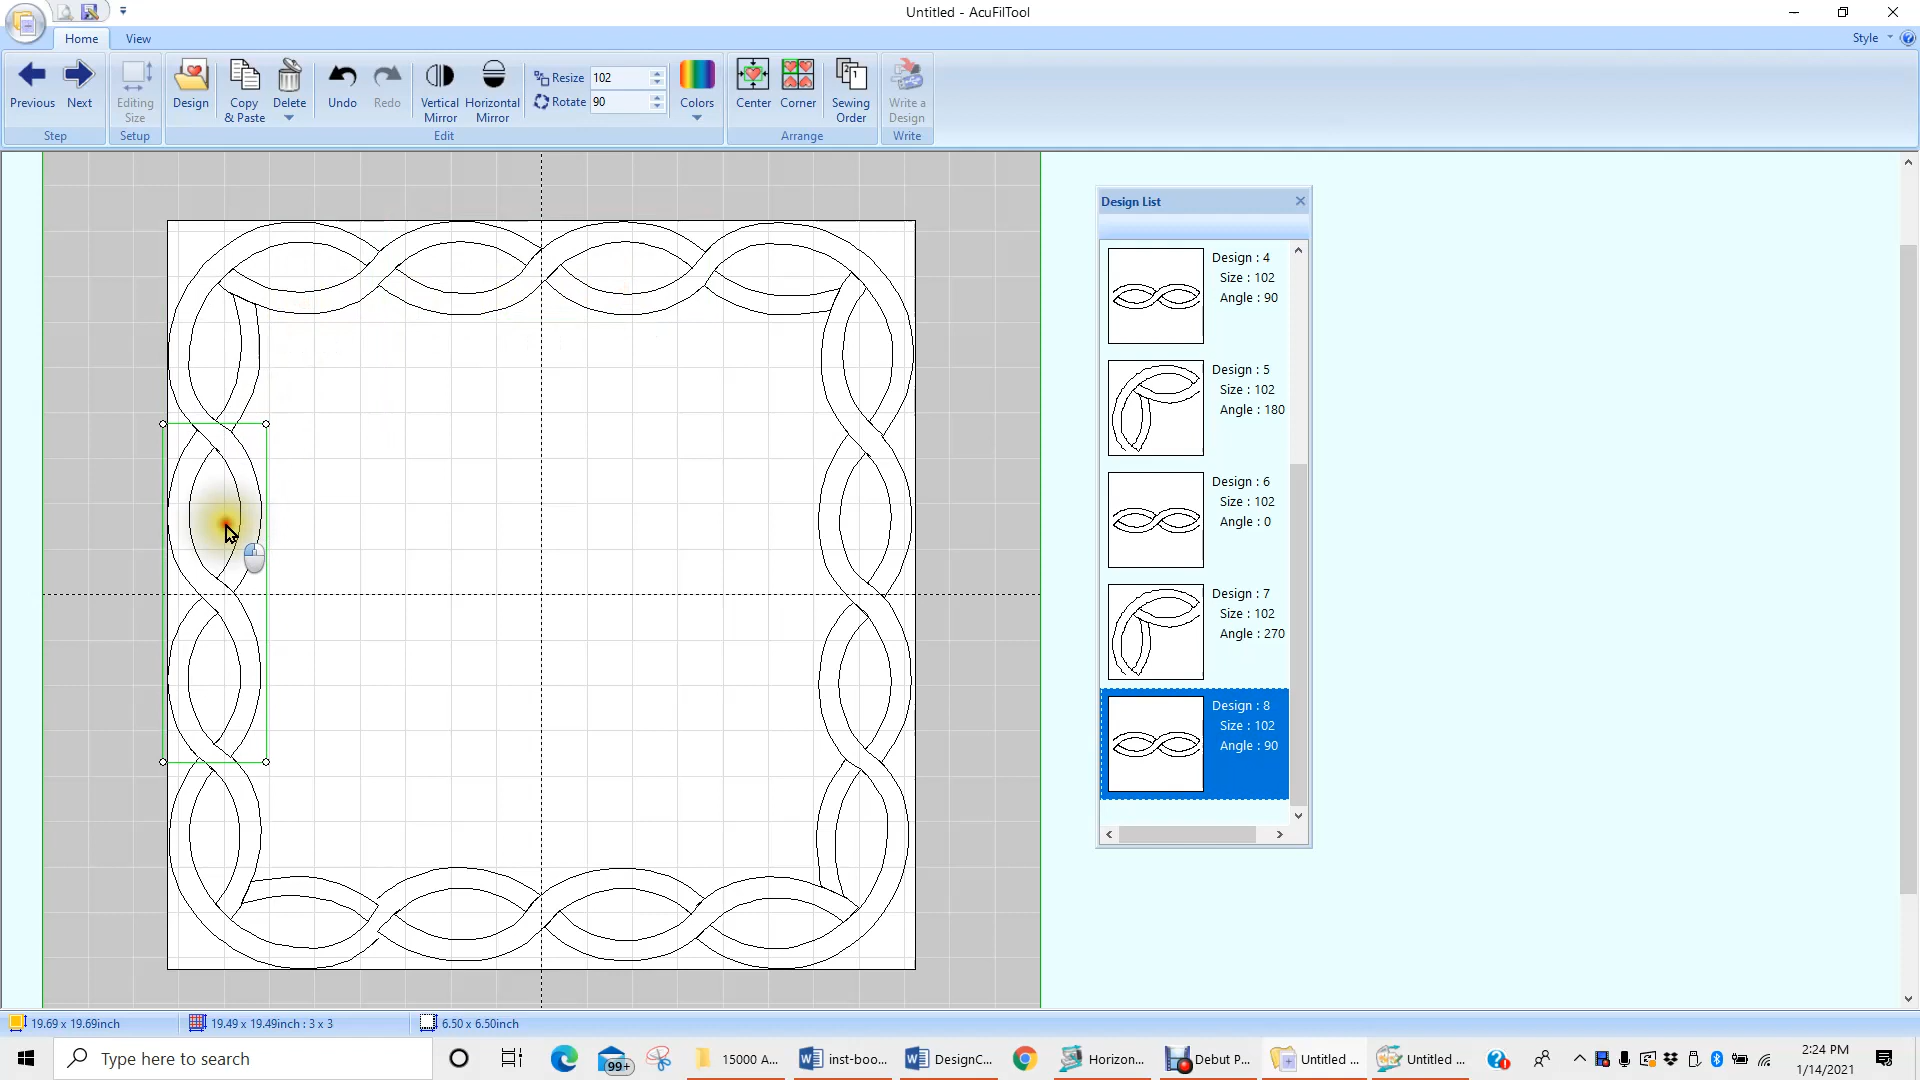 Untitled - AcuFilTool
Home View Style
Previous Next Editing Size Design Copy & Paste Delete Undo Redo Vertical Mirror Horizontal Mirror Resize 102 Rotate 90 Colors Center Corner Sewing Order Write a Design
Step Setup Edit Arrange Write
Design List
Design : 4
Size : 102
Angle : 90
Design : 5
Size : 102
Angle : 180
Design : 6
Size : 102
Angle : 0
Design : 7
Size : 102
Angle : 270
Design : 8
Size : 102
Angle : 90
19.69 x 19.69inch 19.49 x 19.49inch : 3 x 3 6.50 x 6.50inch
Type here to search 99+ 15000 A... inst-boo... DesignC... Horizon... Debut P... Untitled ... Untitled ... 2:24 PM
1/14/2021